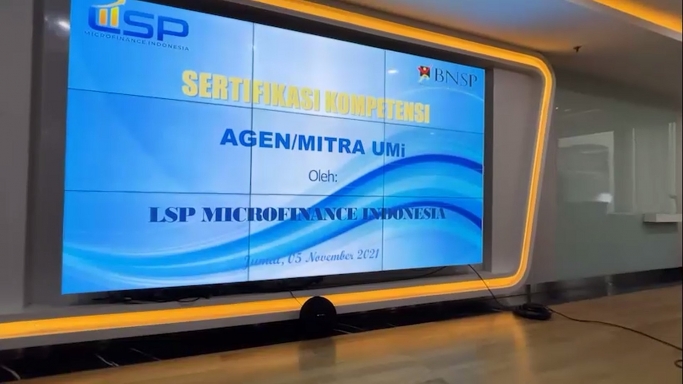 LSP
MICROFINANCE INDONESIA
BNSP
SERTIFIKASI KOMPETENSI
AGEN/MITRA UMi
Oleh:
LSP MICROFINANCE INDONESIA
Jumat, 05 November 2021